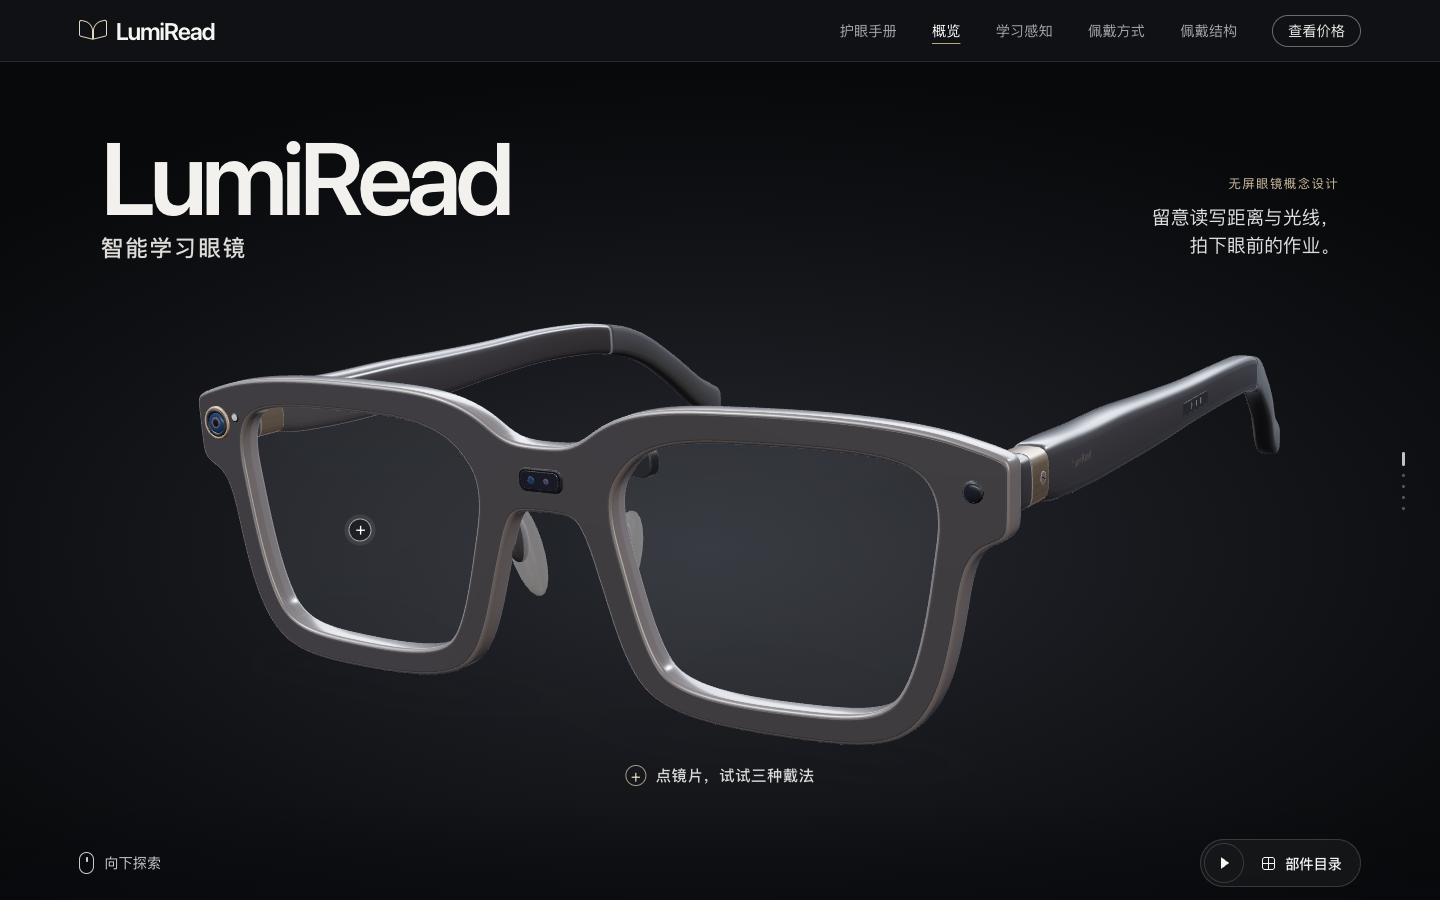 LumiRead
护眼手册
概览
学习感知
佩戴方式
佩戴结构
查看价格
LumiRead
智能学习眼镜
无屏眼镜概念设计
留意读写距离与光线，
拍下眼前的作业。
点镜片，试试三种戴法
向下探索
部件目录